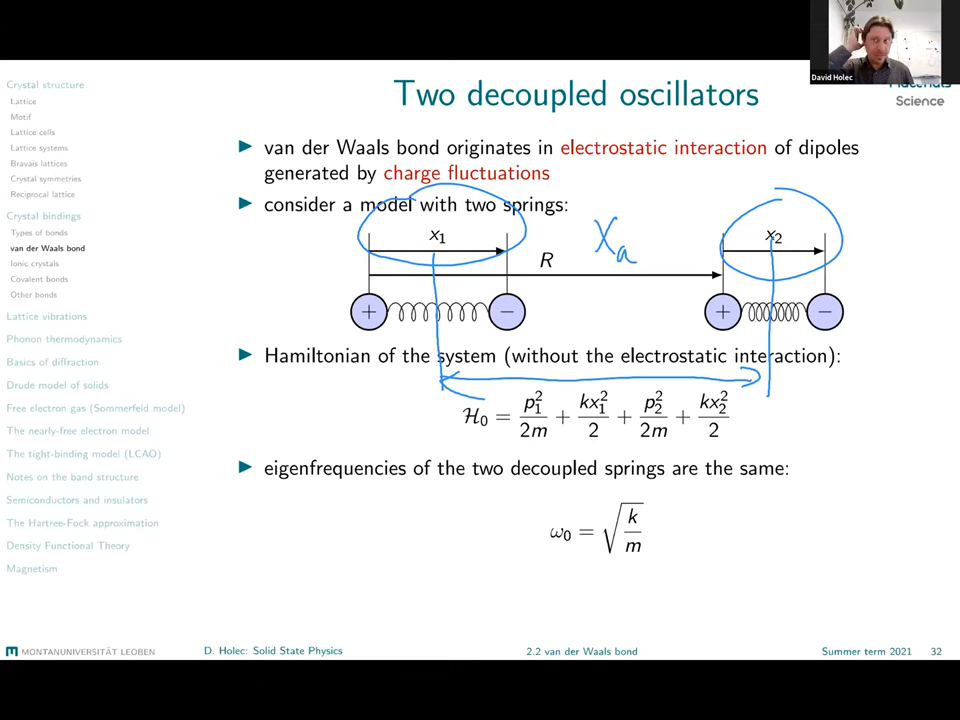 David Holec
Materials
Science
Crystal structure
Lattice
Motif
Lattice cells
Lattice systems
Bravais lattices
Crystal symmetries
Reciprocal lattice
Crystal bindings
Types of bonds
van der Waals bond
Ionic crystals
Covalent bonds
Other bonds
Lattice vibrations
Phonon thermodynamics
Basics of diffraction
Drude model of solids
Free electron gas (Sommerfeld model)
The nearly-free electron model
The tight-binding model (LCAO)
Notes on the band structure
Semiconductors and insulators
The Hartree-Fock approximation
Density Functional Theory
Magnetism
Two decoupled oscillators
▶ van der Waals bond originates in electrostatic interaction of dipoles
generated by charge fluctuations
▶ consider a model with two springs:
x₁ R Xₐ x₂
+ − + −
▶ Hamiltonian of the system (without the electrostatic interaction):
ℋ₀ = p₁²/2m + kx₁²/2 + p₂²/2m + kx₂²/2
▶ eigenfrequencies of the two decoupled springs are the same:
ω₀ = √(k/m)
MONTANUNIVERSITÄT LEOBEN
D. Holec: Solid State Physics
2.2 van der Waals bond
Summer term 2021 32